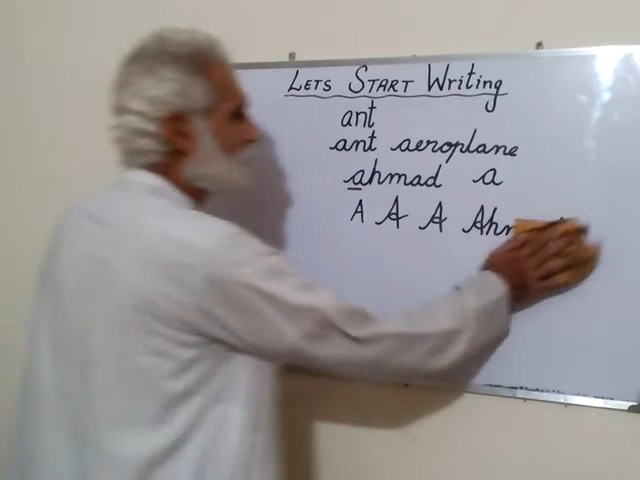 LETS START Writing
ant
ant aeroplane
ahmad a
A A A